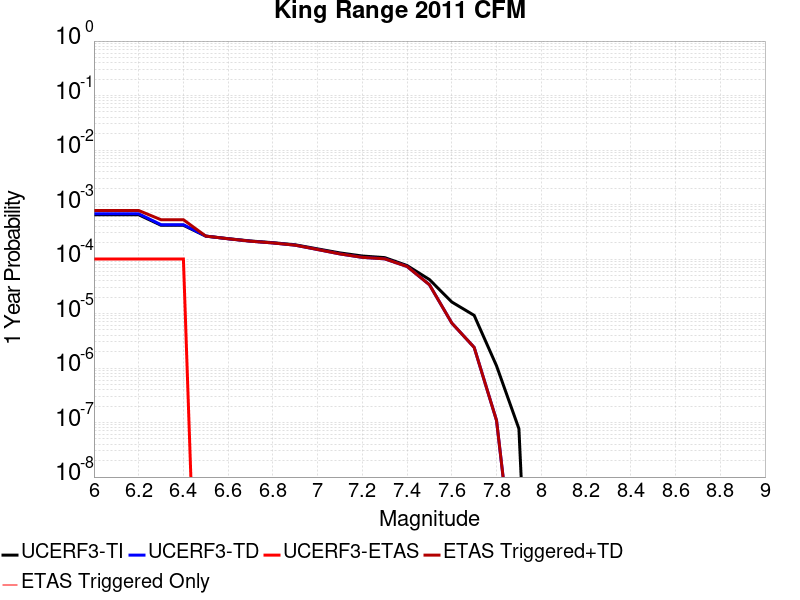 King Range 2011 CFM
10^0
10^-1
10^-2
10^-3
10^-4
10^-5
10^-6
10^-7
10^-8
1 Year Probability
6 6.2 6.4 6.6 6.8 7 7.2 7.4 7.6 7.8 8 8.2 8.4 8.6 8.8 9
Magnitude
UCERF3-TI UCERF3-TD UCERF3-ETAS ETAS Triggered+TD
ETAS Triggered Only